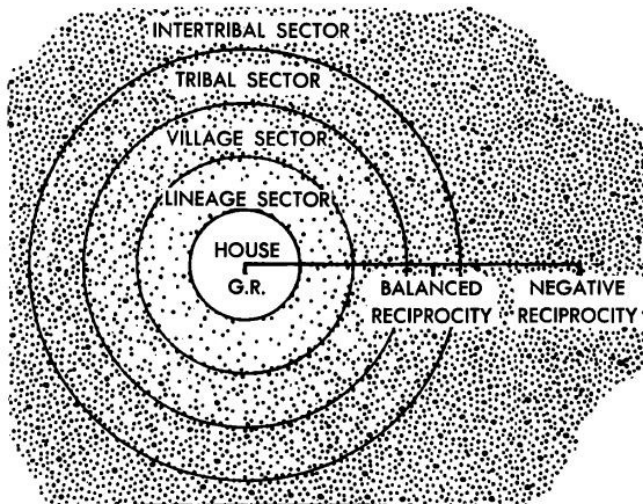 INTERTRIBAL SECTOR
TRIBAL SECTOR
VILLAGE SECTOR
LINEAGE SECTOR
HOUSE
G.R.
BALANCED
RECIPROCITY
NEGATIVE
RECIPROCITY